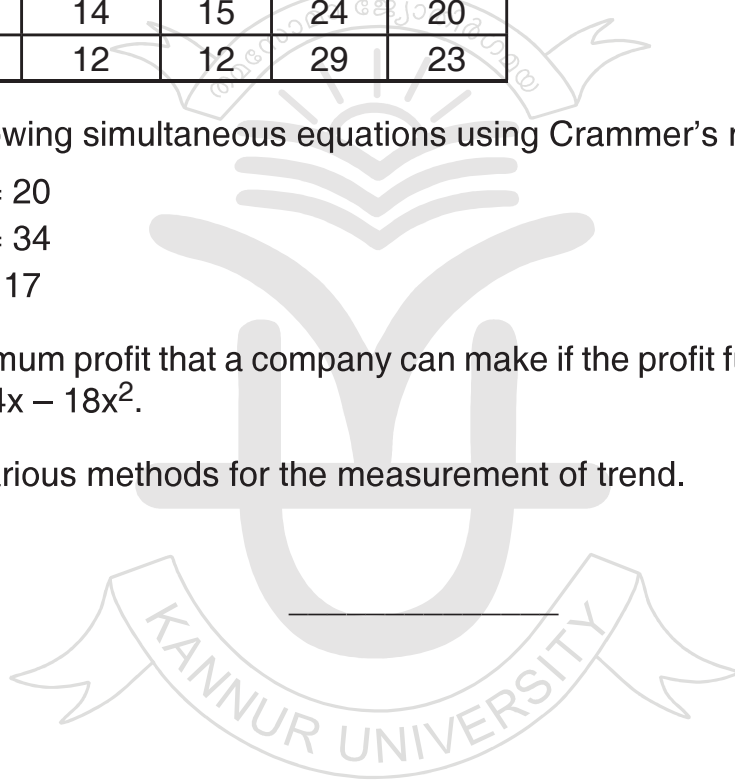 14 15 24 20
12 12 29 23
owing simultaneous equations using Crammer’s
= 20
= 34
17
mum profit that a company can make if the profit
4x – 18x².
arious methods for the measurement of trend.
KANNUR UNIVERSITY